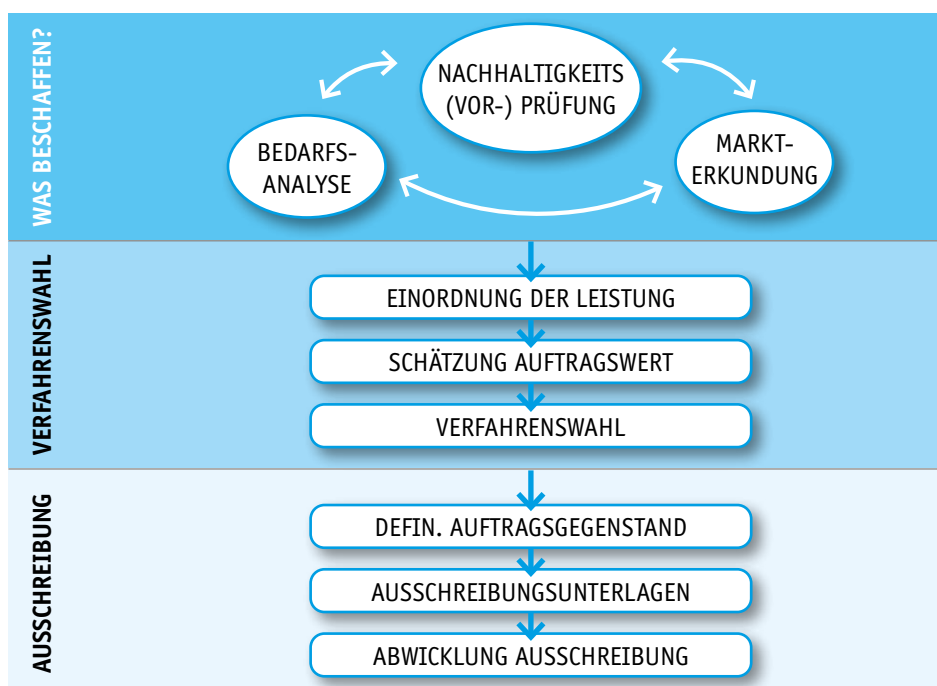 WAS BESCHAFFEN?
NACHHALTIGKEITS
(VOR-) PRÜFUNG
BEDARFS-
ANALYSE
MARKT-
ERKUNDUNG
VERFAHRENSWAHL
EINORDNUNG DER LEISTUNG
SCHÄTZUNG AUFTRAGSWERT
VERFAHRENSWAHL
AUSSCHREIBUNG
DEFIN. AUFTRAGSGEGENSTAND
AUSSCHREIBUNGSUNTERLAGEN
ABWICKLUNG AUSSCHREIBUNG